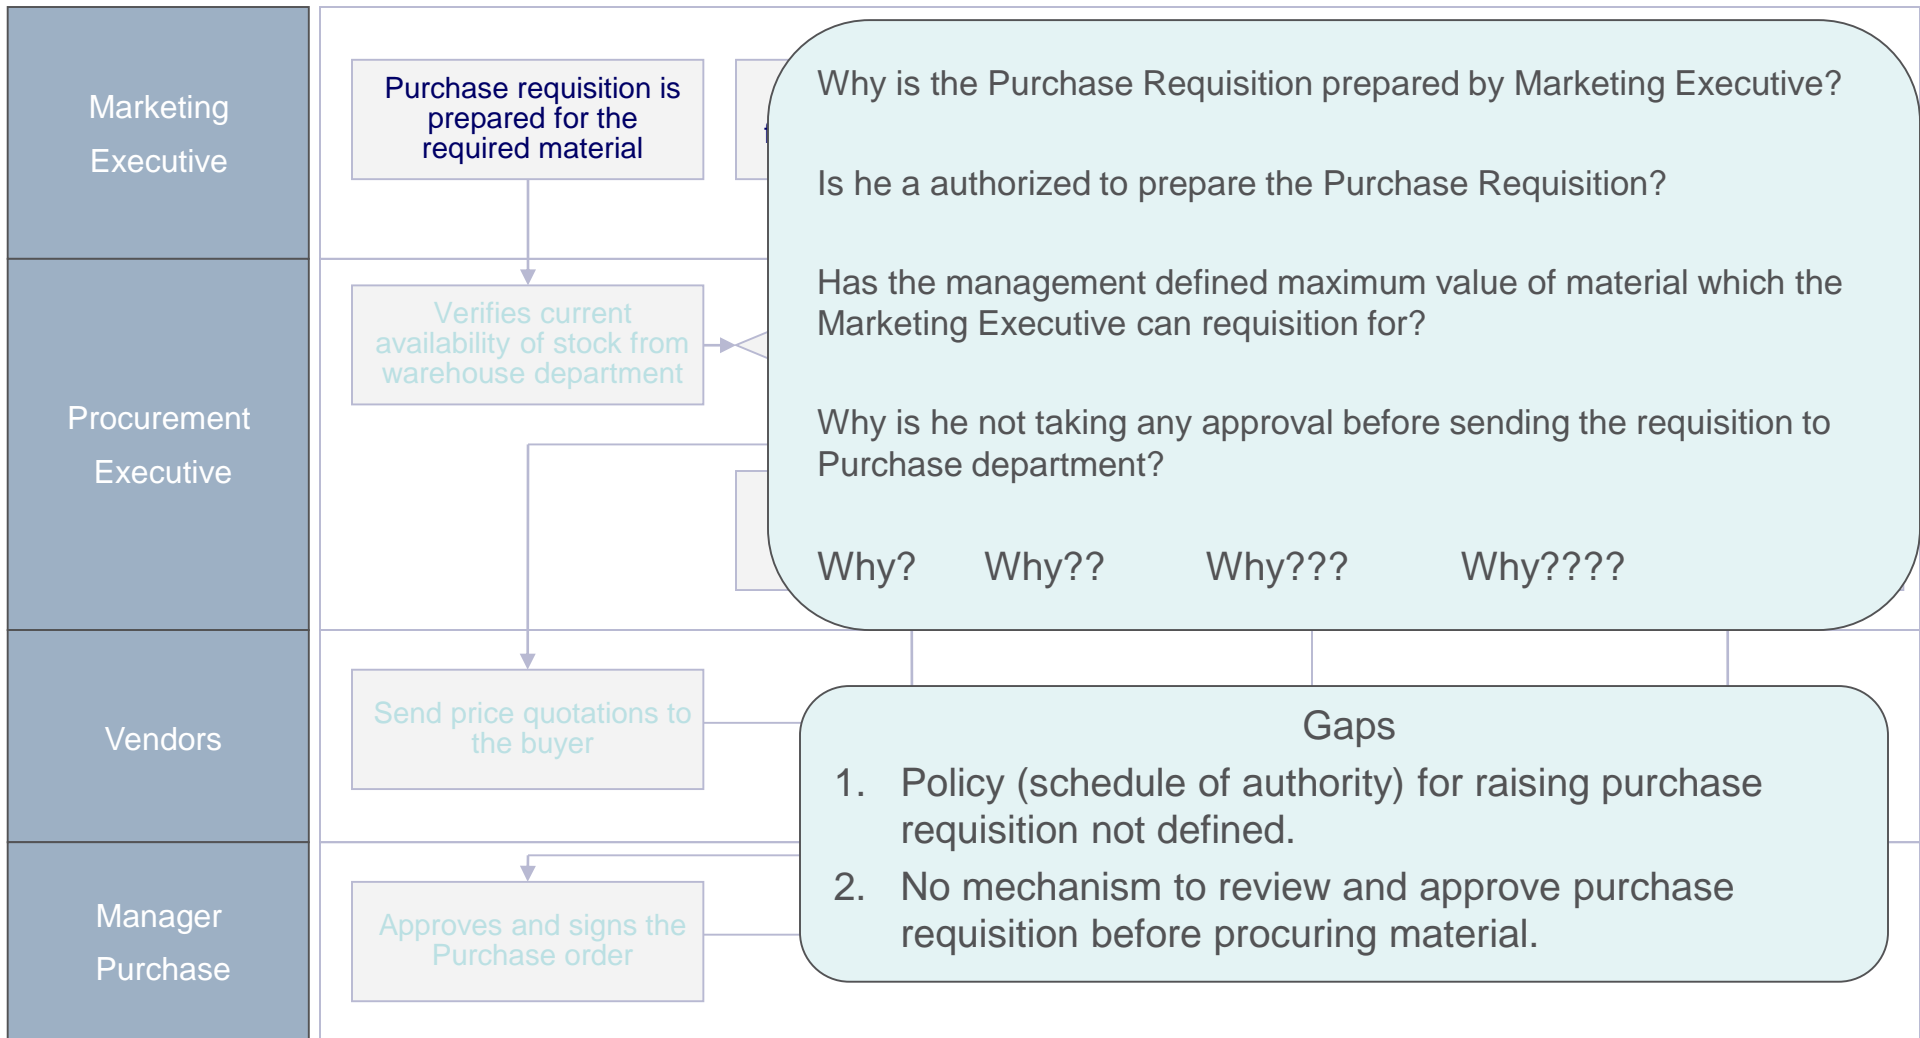 Marketing
Executive
Purchase requisition is
prepared for the
required material
Why is the Purchase Requisition prepared by Marketing Executive?
Is he a authorized to prepare the Purchase Requisition?
Has the management defined maximum value of material which the
Marketing Executive can requisition for?
Why is he not taking any approval before sending the requisition to
Purchase department?
Why? Why?? Why??? Why????
Procurement
Executive
Verifies current
availability of stock from
warehouse department
Vendors
Send price quotations to
the buyer
Gaps
1. Policy (schedule of authority) for raising purchase
requisition not defined.
2. No mechanism to review and approve purchase
requisition before procuring material.
Manager
Purchase
Approves and signs the
Purchase order